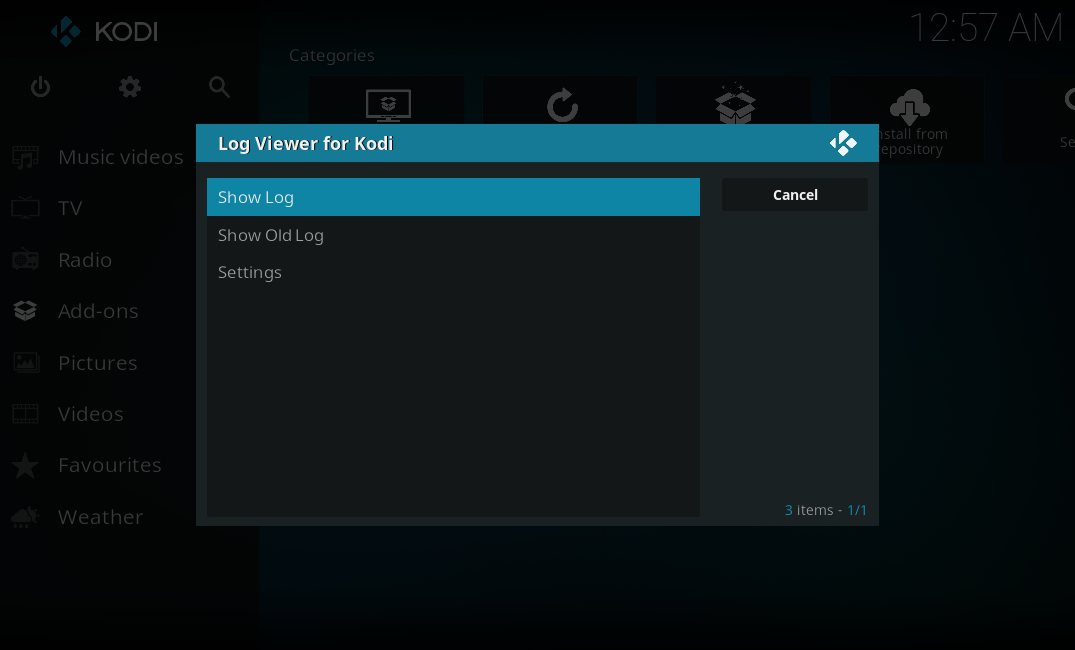 KODI
12:57 AM
Categories
Music videos
TV
Radio
Add-ons
Pictures
Videos
Favourites
Weather
Log Viewer for Kodi
Show Log
Show Old Log
Settings
Cancel
3 items - 1/1
nstall from
repository
Se